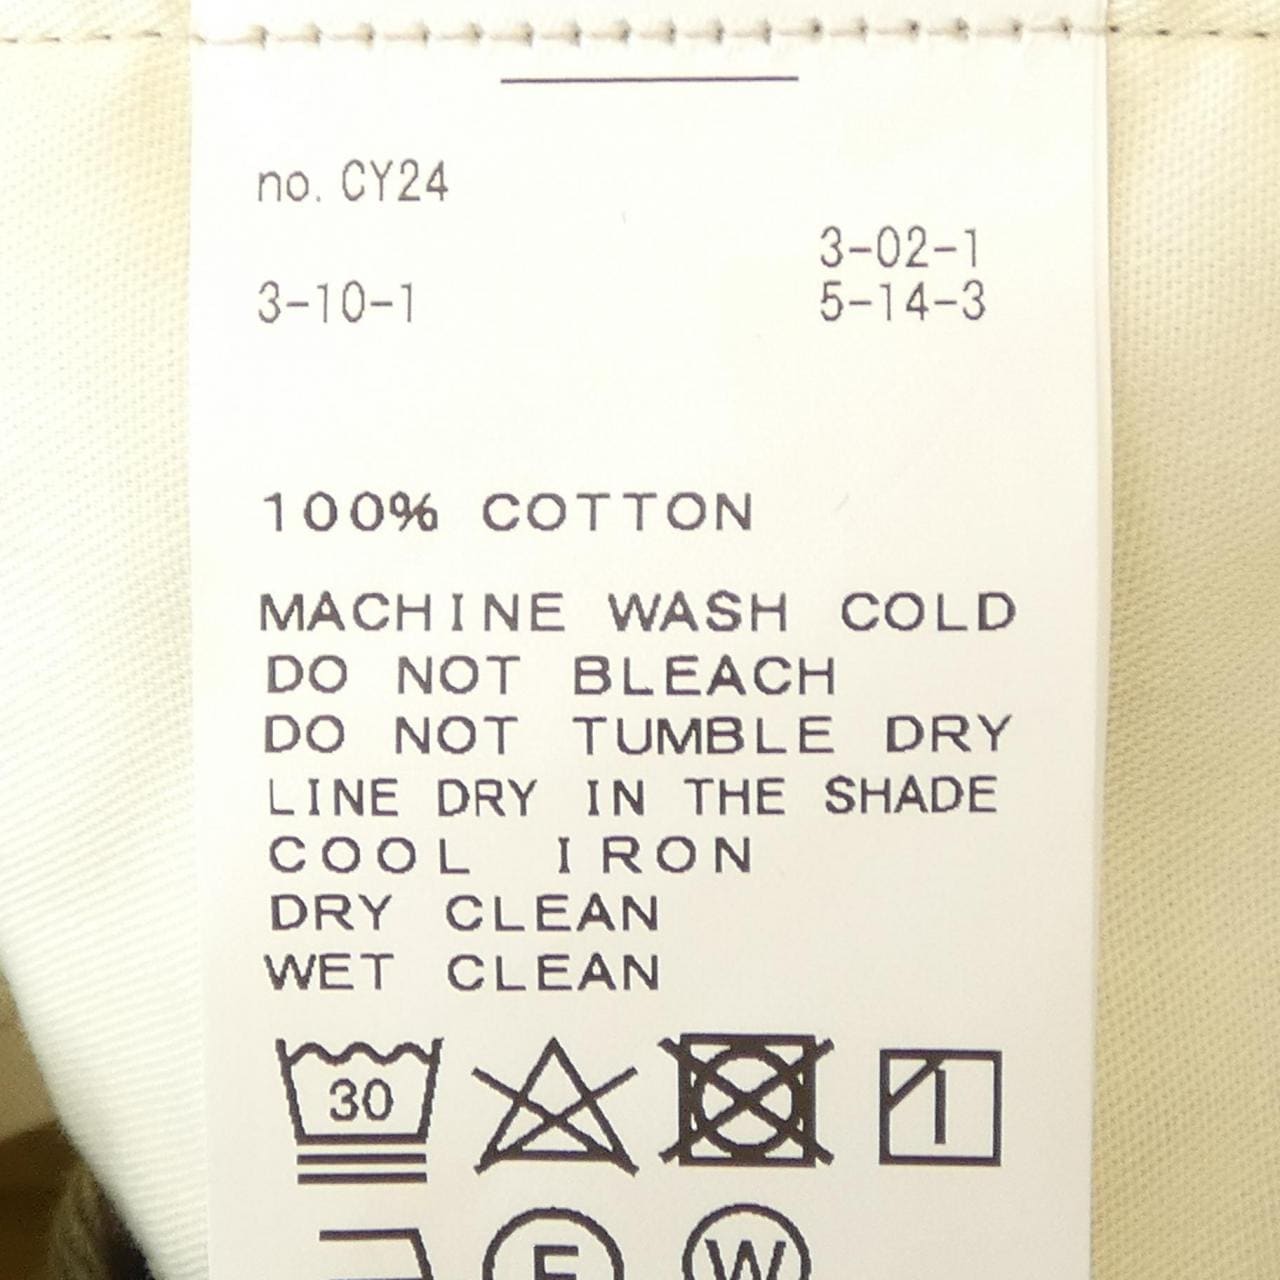 no. CY24
3-02-1
3-10-1 5-14-3
100% COTTON
MACHINE WASH COLD
DO NOT BLEACH
DO NOT TUMBLE DRY
LINE DRY IN THE SHADE
COOL IRON
DRY CLEAN
WET CLEAN
30
F W